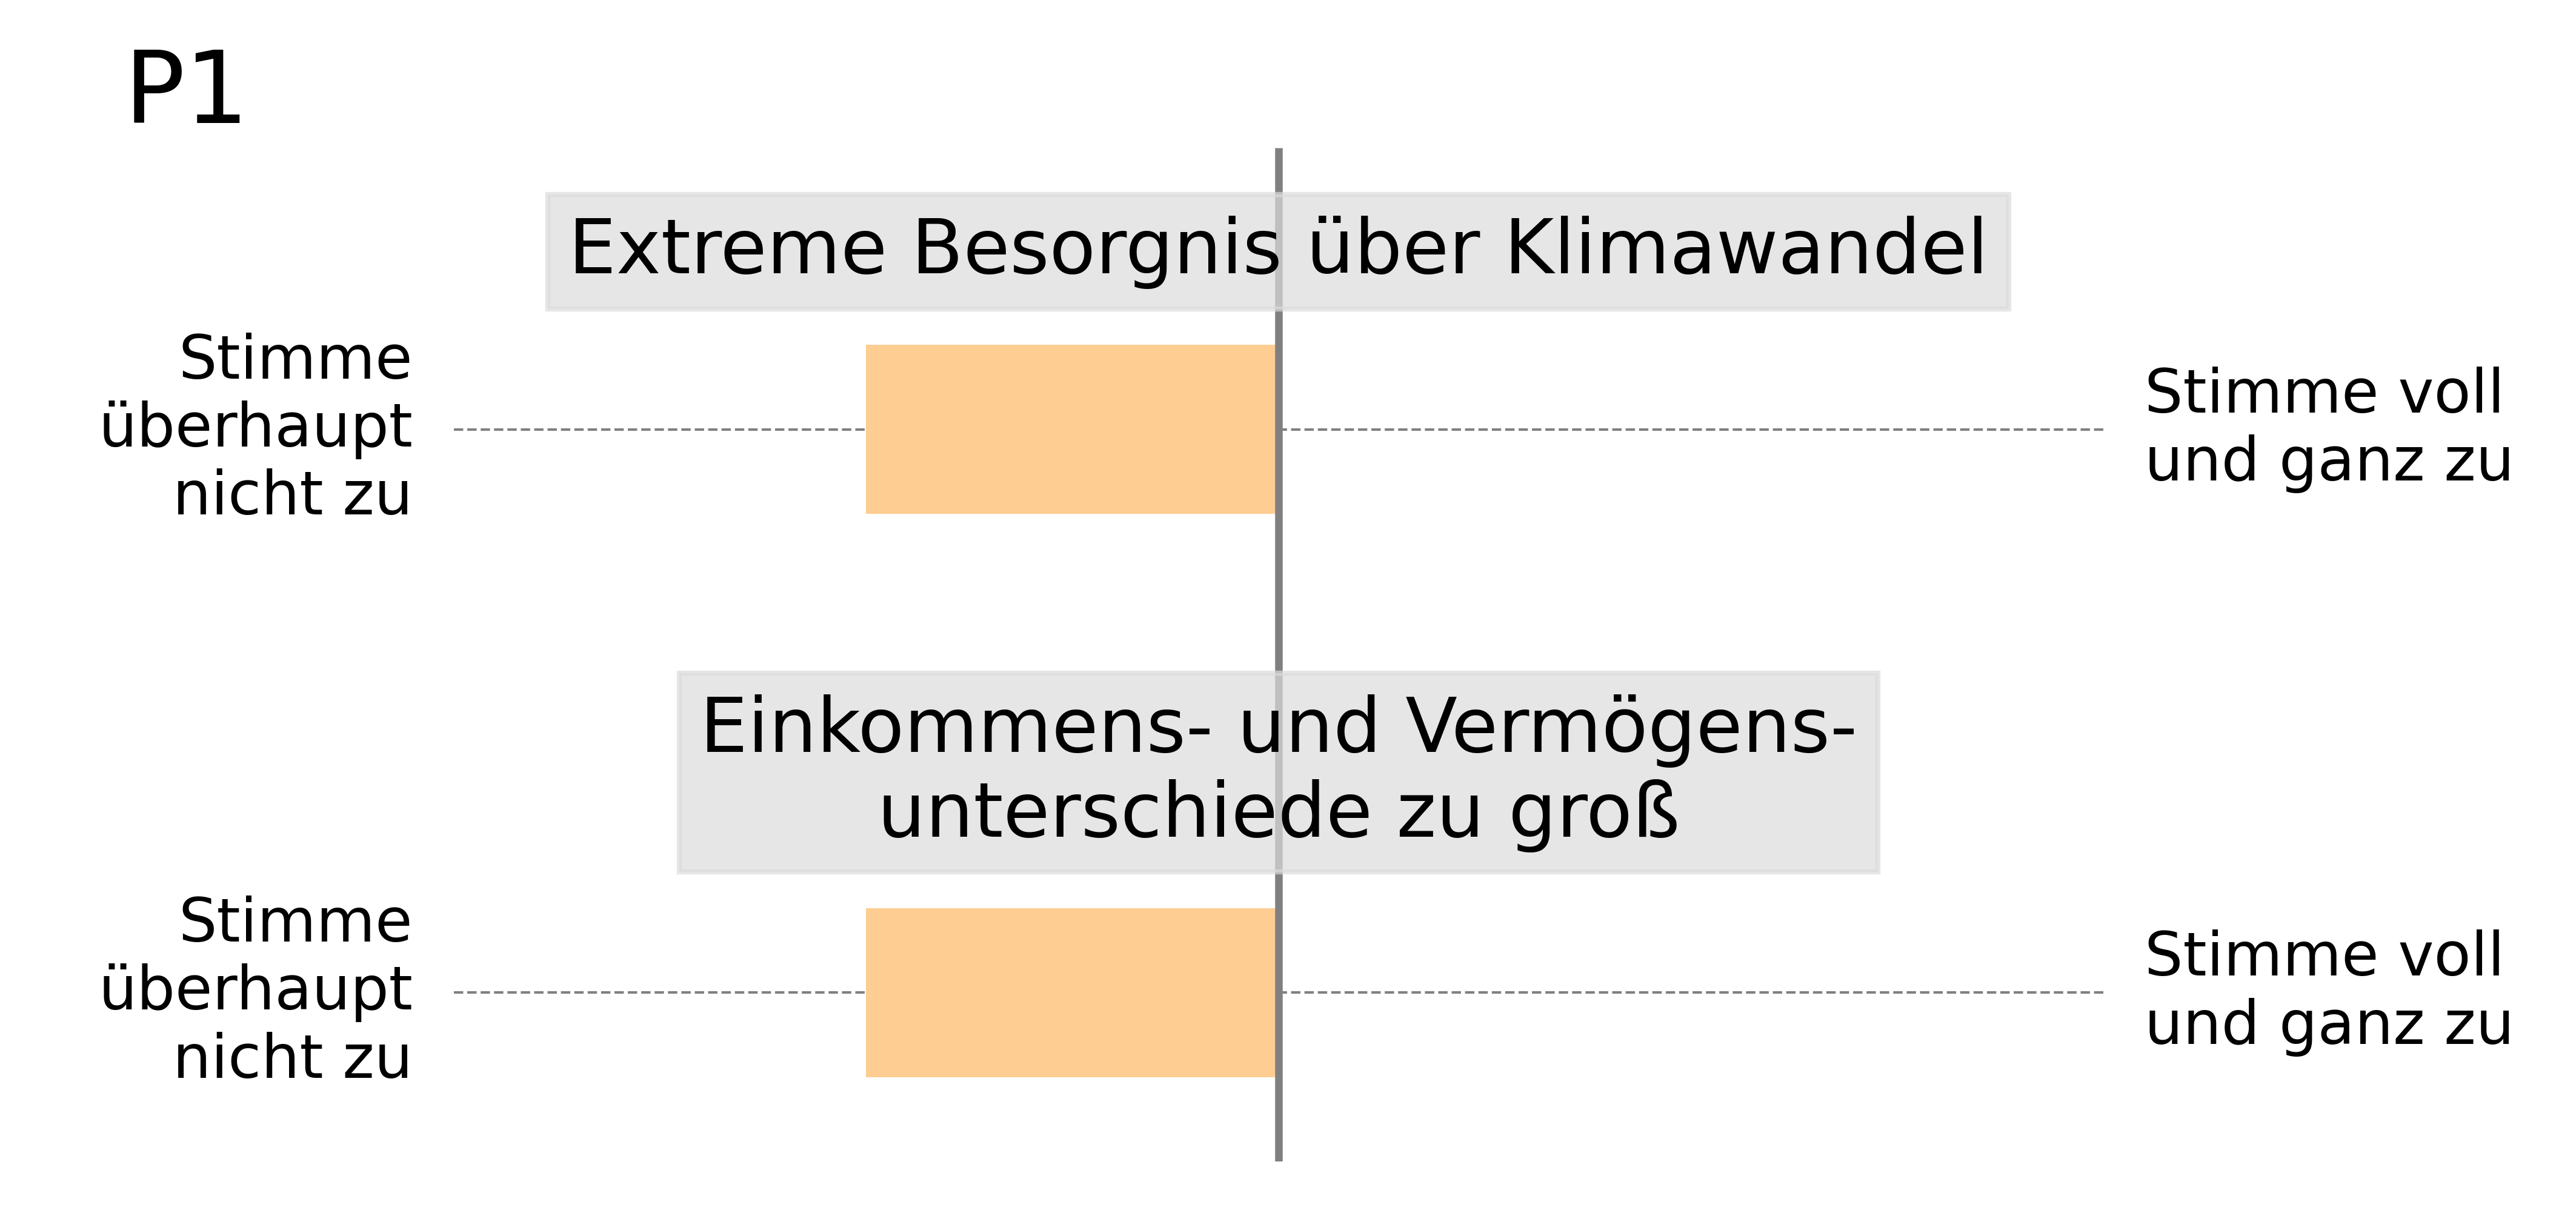 P1
Extreme Besorgnis über Klimawandel
Stimme
überhaupt
nicht zu
Stimme voll
und ganz zu
Einkommens- und Vermögens-
unterschiede zu groß
Stimme
überhaupt
nicht zu
Stimme voll
und ganz zu